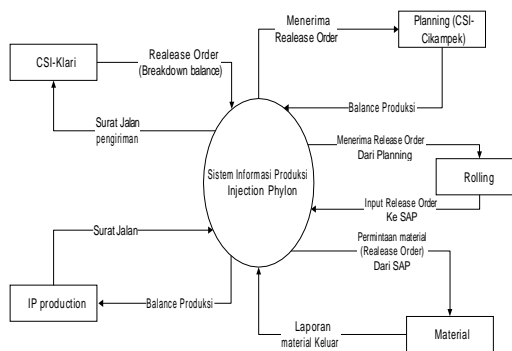 Menerima
Realease Order
Planning (CSI-
Cikampek)
CSI-Klari
Realease Order
(Breakdown balance)
Balance Produksi
Surat Jalan
pengiriman
Menerima Release Order
Dari Planning
Sistem Informasi Produksi
Injection Phylon
Rolling
Input Release Order
Ke SAP
Surat Jalan
Permintaan material
(Realease Order)
Dari SAP
IP production
Balance Produksi
Laporan
material Keluar
Material